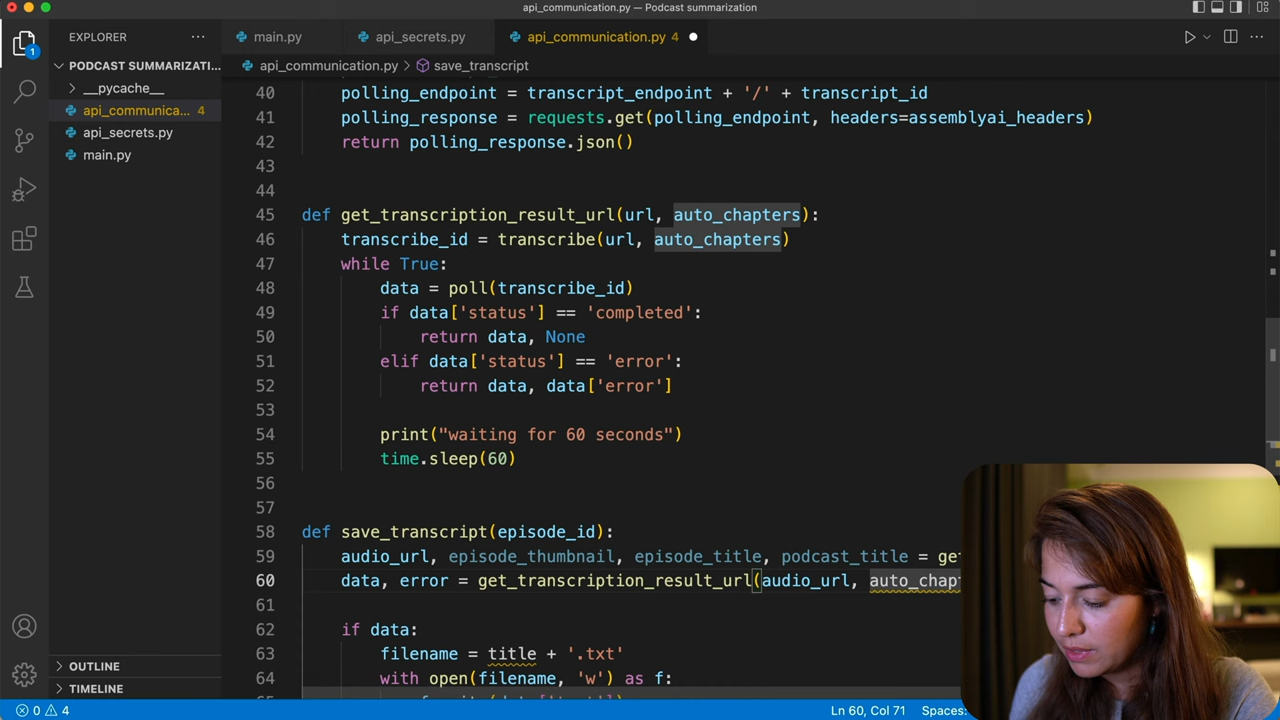 api_communication.py — Podcast summarization
EXPLORER
main.py
api_secrets.py
api_communication.py 4
PODCAST SUMMARIZATI...
api_communication.py > save_transcript
1
__pycache__
api_communica... 4
api_secrets.py
main.py
40 polling_endpoint = transcript_endpoint + '/' + transcript_id
41 polling_response = requests.get(polling_endpoint, headers=assemblyai_headers)
42 return polling_response.json()
43
44
45 def get_transcription_result_url(url, auto_chapters):
46 transcribe_id = transcribe(url, auto_chapters)
47 while True:
48 data = poll(transcribe_id)
49 if data['status'] == 'completed':
50 return data, None
51 elif data['status'] == 'error':
52 return data, data['error']
53
54 print("waiting for 60 seconds")
55 time.sleep(60)
56
57
58 def save_transcript(episode_id):
59 audio_url, episode_thumbnail, episode_title, podcast_title = get
60 data, error = get_transcription_result_url(audio_url, auto_chapt
61
62 if data:
63 filename = title + '.txt'
64 with open(filename, 'w') as f:
OUTLINE
TIMELINE
0 4
Ln 60, Col 71
Spaces: